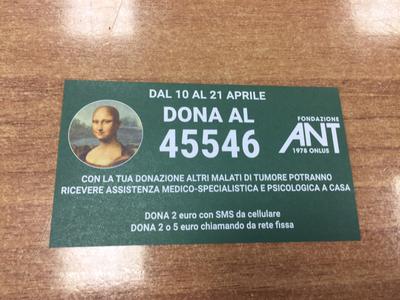 DAL 10 AL 21 APRILE
DONA AL
45546
FONDAZIONE
ANT
1978 ONLUS
CON LA TUA DONAZIONE ALTRI MALATI DI TUMORE POTRANNO
RICEVERE ASSISTENZA MEDICO-SPECIALISTICA E PSICOLOGICA A CASA
DONA 2 euro con SMS da cellulare
DONA 2 o 5 euro chiamando da rete fissa